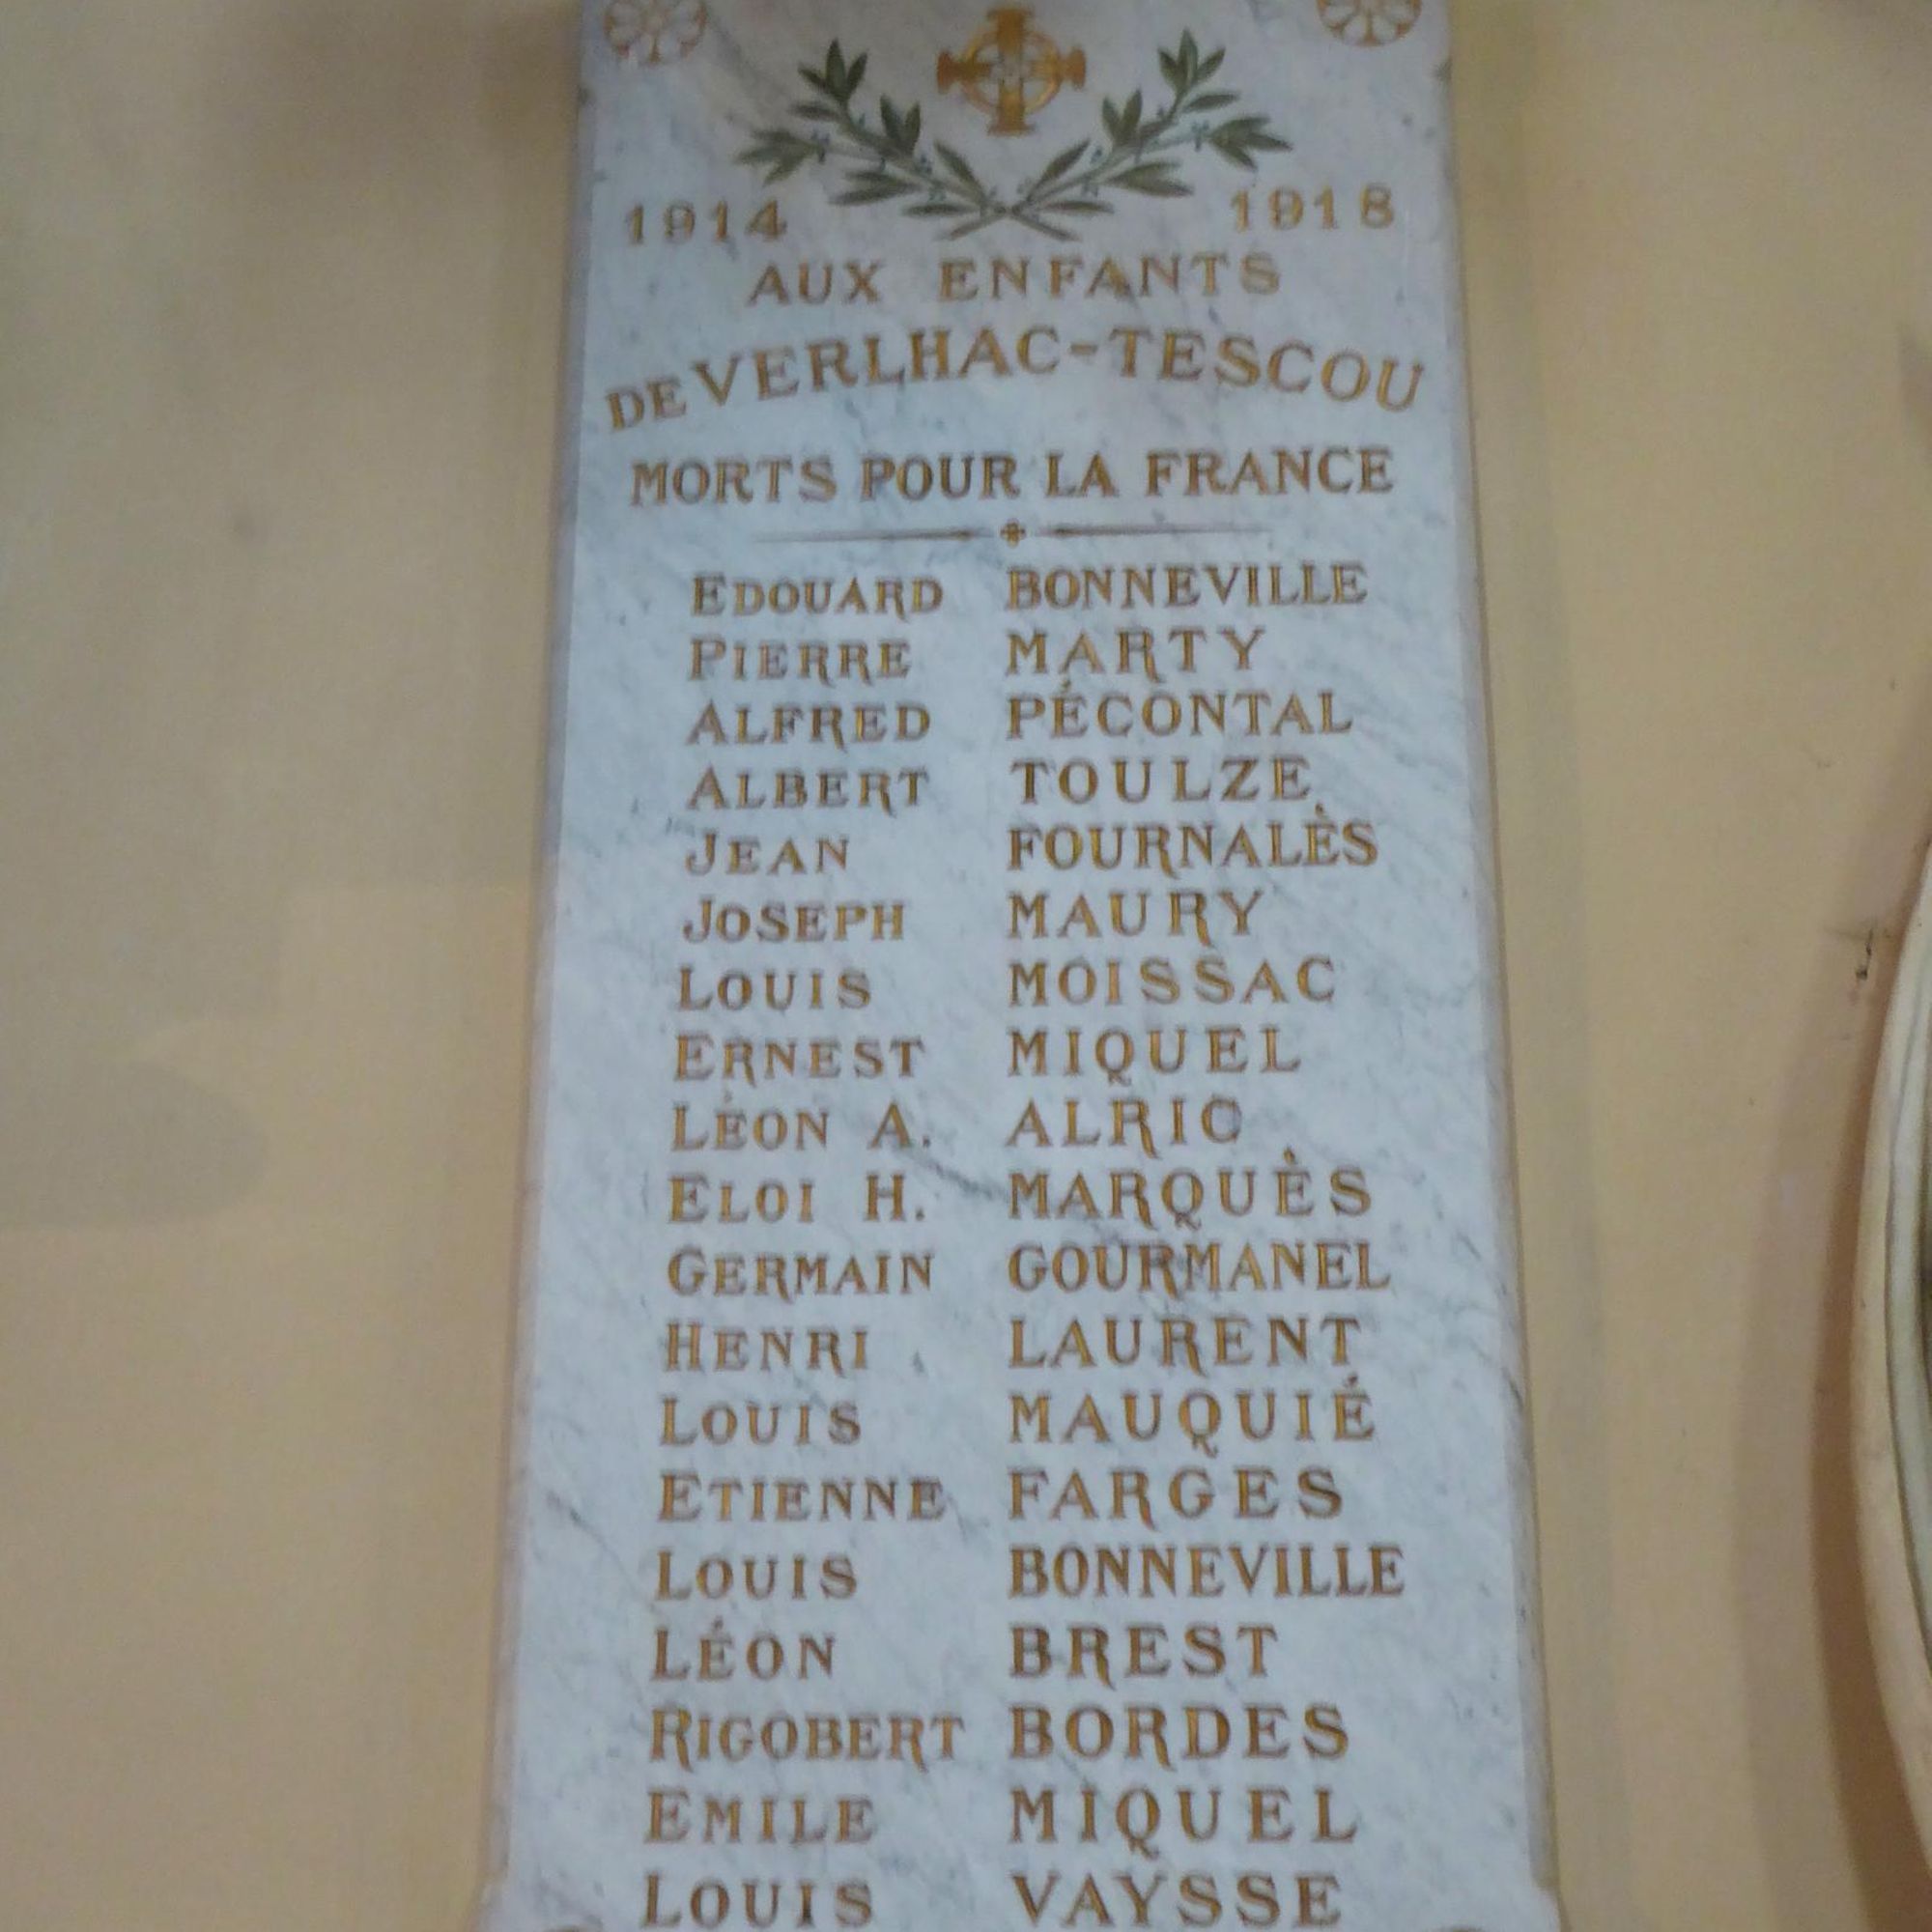 1914 1918
AUX ENFANTS
DE VERLHAC-TESCOU
MORTS POUR LA FRANCE
EDOUARD BONNEVILLE
PIERRE MARTY
ALFRED PÉCONTAL
ALBERT TOULZE
JEAN FOURNALÈS
JOSEPH MAURY
LOUIS MOISSAC
ERNEST MIQUEL
LÉON A. ALRIC
ELOI H. MARQUÈS
GERMAIN GOURMANEL
HENRI LAURENT
LOUIS MAUQUIÉ
ETIENNE FARGES
LOUIS BONNEVILLE
LÉON BREST
RIGOBERT BORDES
EMILE MIQUEL
LOUIS VAYSSE